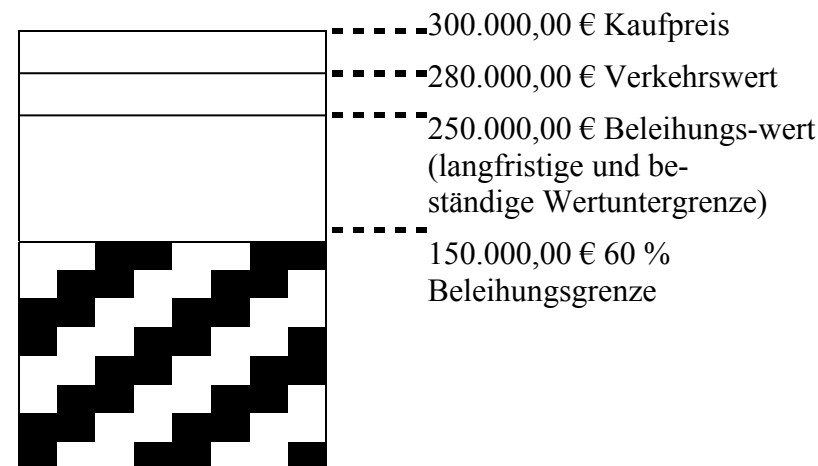 300.000,00 € Kaufpreis
280.000,00 € Verkehrswert
250.000,00 € Beleihungs-wert
(langfristige und be-
ständige Wertuntergrenze)
150.000,00 € 60 %
Beleihungsgrenze